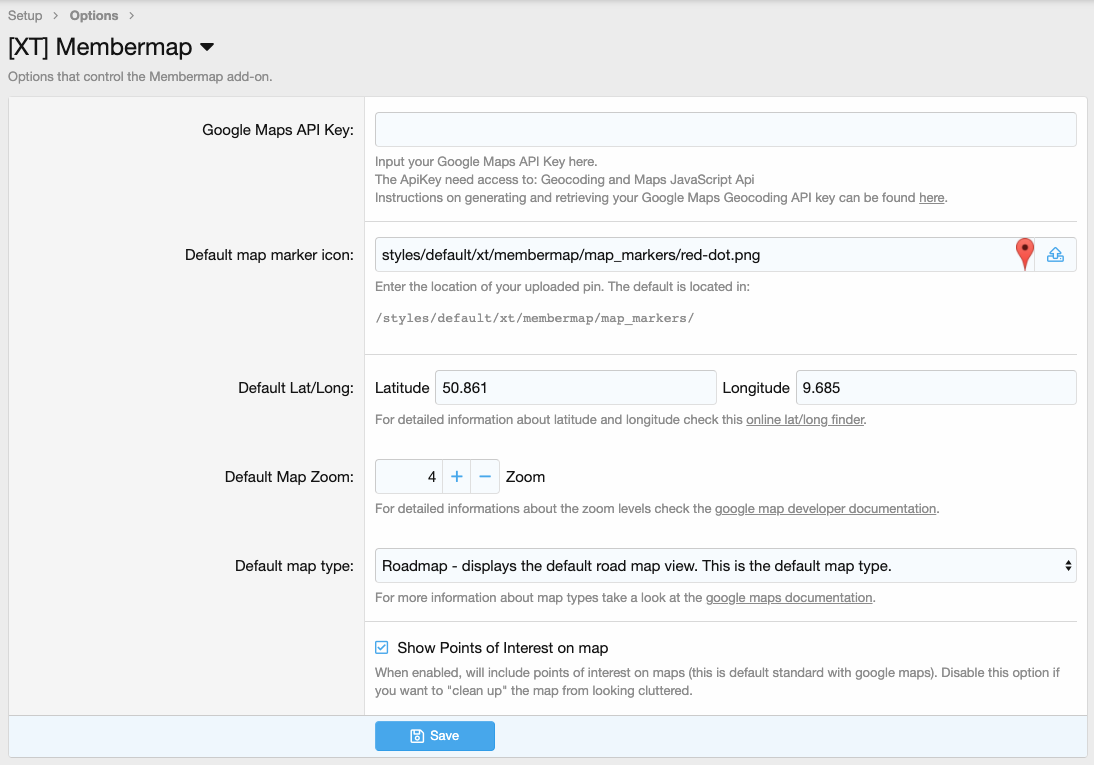 Setup > Options >
[XT] Membermap
Options that control the Membermap add-on.
Google Maps API Key:
Input your Google Maps API Key here.
The ApiKey need access to: Geocoding and Maps JavaScript Api
Instructions on generating and retrieving your Google Maps Geocoding API key can be found here.
Default map marker icon: styles/default/xt/membermap/map_markers/red-dot.png
Enter the location of your uploaded pin. The default is located in:
/styles/default/xt/membermap/map_markers/
Default Lat/Long: Latitude 50.861 Longitude 9.685
For detailed information about latitude and longitude check this online lat/long finder.
Default Map Zoom: 4 + − Zoom
For detailed informations about the zoom levels check the google map developer documentation.
Default map type: Roadmap - displays the default road map view. This is the default map type.
For more information about map types take a look at the google maps documentation.
Show Points of Interest on map
When enabled, will include points of interest on maps (this is default standard with google maps). Disable this option if
you want to "clean up" the map from looking cluttered.
Save